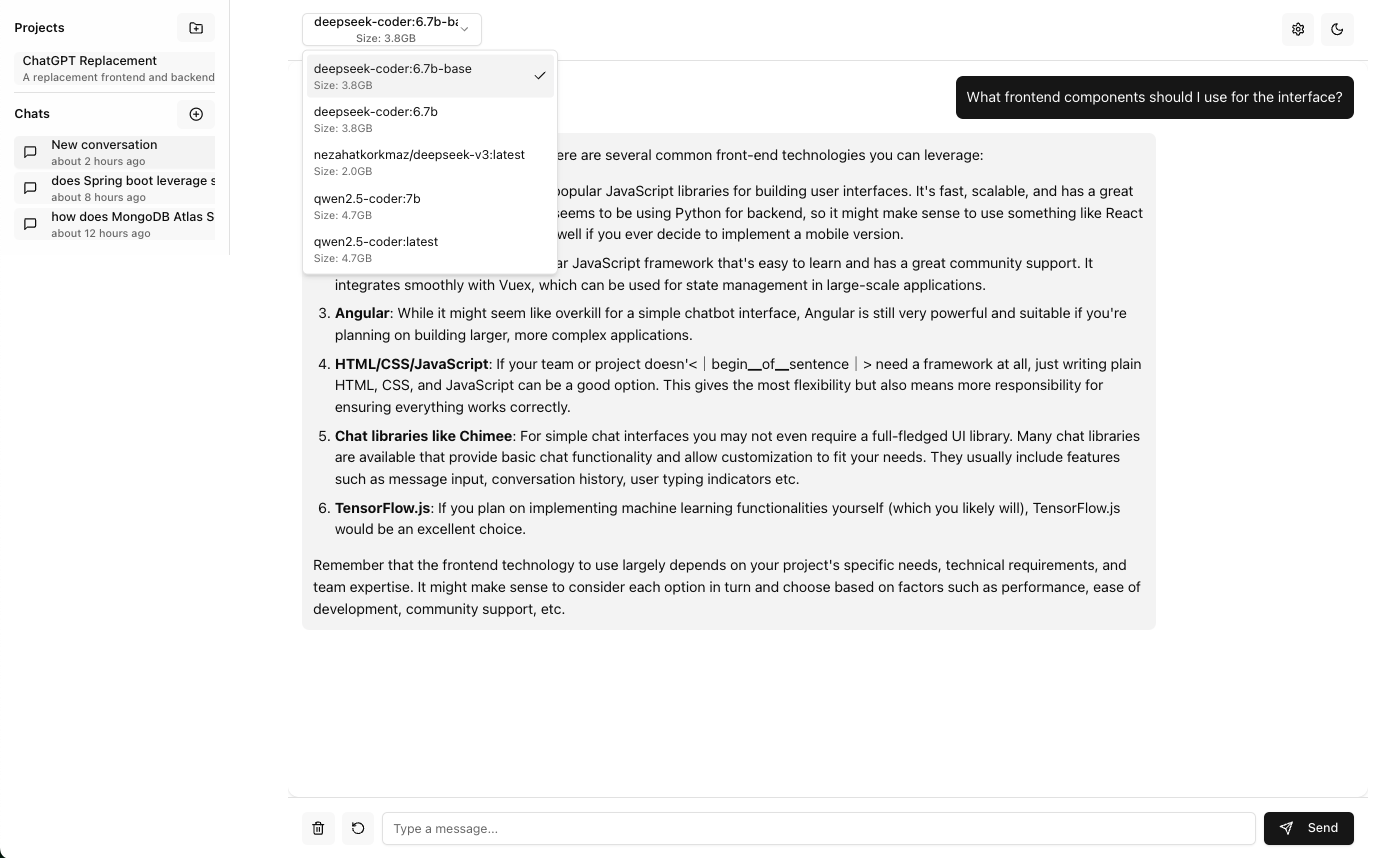 Projects
ChatGPT Replacement
A replacement frontend and backend
Chats
New conversation
about 2 hours ago
does Spring boot leverage s
about 8 hours ago
how does MongoDB Atlas S
about 12 hours ago
deepseek-coder:6.7b-ba
Size: 3.8GB
deepseek-coder:6.7b-base
Size: 3.8GB
deepseek-coder:6.7b
Size: 3.8GB
nezahatkorkmaz/deepseek-v3:latest
Size: 2.0GB
qwen2.5-coder:7b
Size: 4.7GB
qwen2.5-coder:latest
Size: 4.7GB
What frontend components should I use for the interface?
ere are several common front-end technologies you can leverage:
popular JavaScript libraries for building user interfaces. It's fast, scalable, and has a great
seems to be using Python for backend, so it might make sense to use something like React
well if you ever decide to implement a mobile version.
ar JavaScript framework that's easy to learn and has a great community support. It
integrates smoothly with Vuex, which can be used for state management in large-scale applications.
3. Angular: While it might seem like overkill for a simple chatbot interface, Angular is still very powerful and suitable if you're
planning on building larger, more complex applications.
4. HTML/CSS/JavaScript: If your team or project doesn'<｜begin__of__sentence｜> need a framework at all, just writing plain
HTML, CSS, and JavaScript can be a good option. This gives the most flexibility but also means more responsibility for
ensuring everything works correctly.
5. Chat libraries like Chimee: For simple chat interfaces you may not even require a full-fledged UI library. Many chat libraries
are available that provide basic chat functionality and allow customization to fit your needs. They usually include features
such as message input, conversation history, user typing indicators etc.
6. TensorFlow.js: If you plan on implementing machine learning functionalities yourself (which you likely will), TensorFlow.js
would be an excellent choice.
Remember that the frontend technology to use largely depends on your project's specific needs, technical requirements, and
team expertise. It might make sense to consider each option in turn and choose based on factors such as performance, ease of
development, community support, etc.
Type a message...
Send